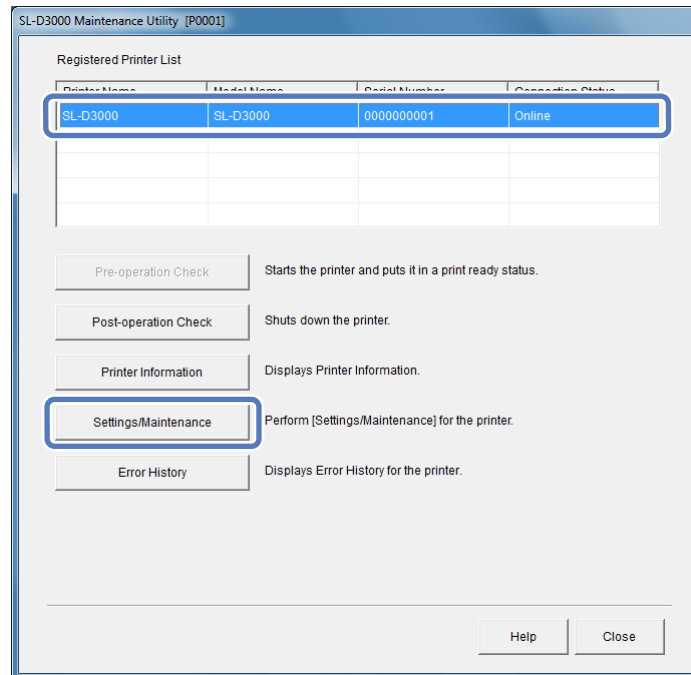 SL-D3000 Maintenance Utility [P0001]
Registered Printer List
Printer Name Model Name Serial Number Connection Status
SL-D3000 SL-D3000 0000000001 Online
Pre-operation Check Starts the printer and puts it in a print ready status.
Post-operation Check Shuts down the printer.
Printer Information Displays Printer Information.
Settings/Maintenance Perform [Settings/Maintenance] for the printer.
Error History Displays Error History for the printer.
Help Close